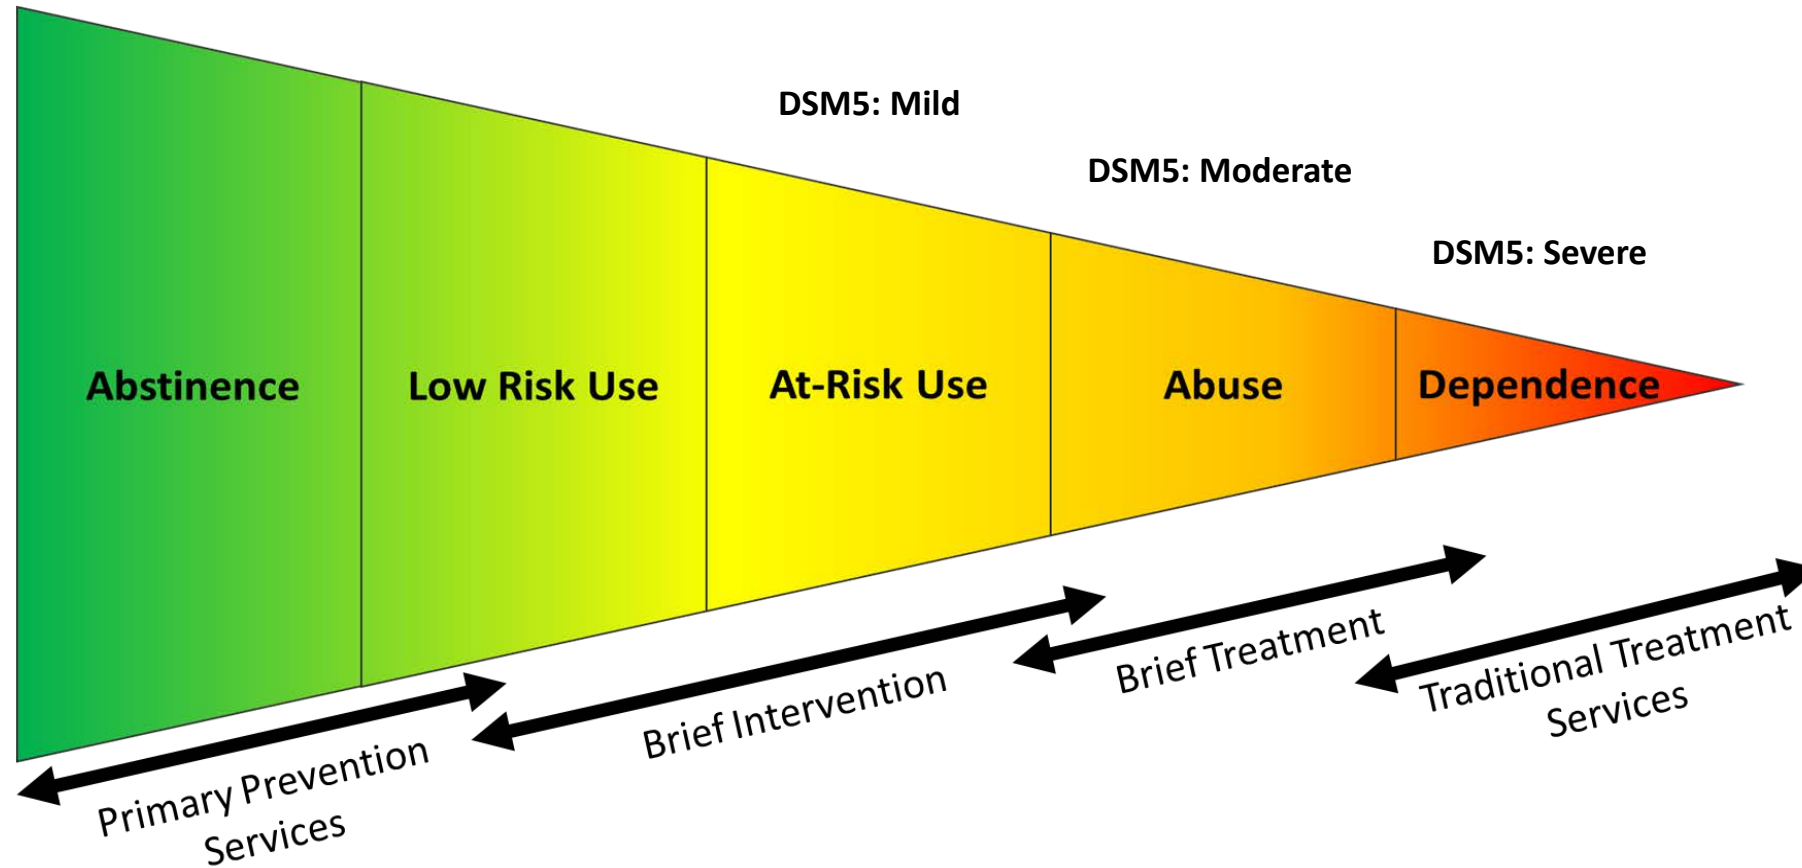 DSM5: Mild
DSM5: Moderate
DSM5: Severe
Abstinence
Low Risk Use
At-Risk Use
Abuse
Dependence
Primary Prevention
Services
Brief Intervention
Brief Treatment
Traditional Treatment
Services